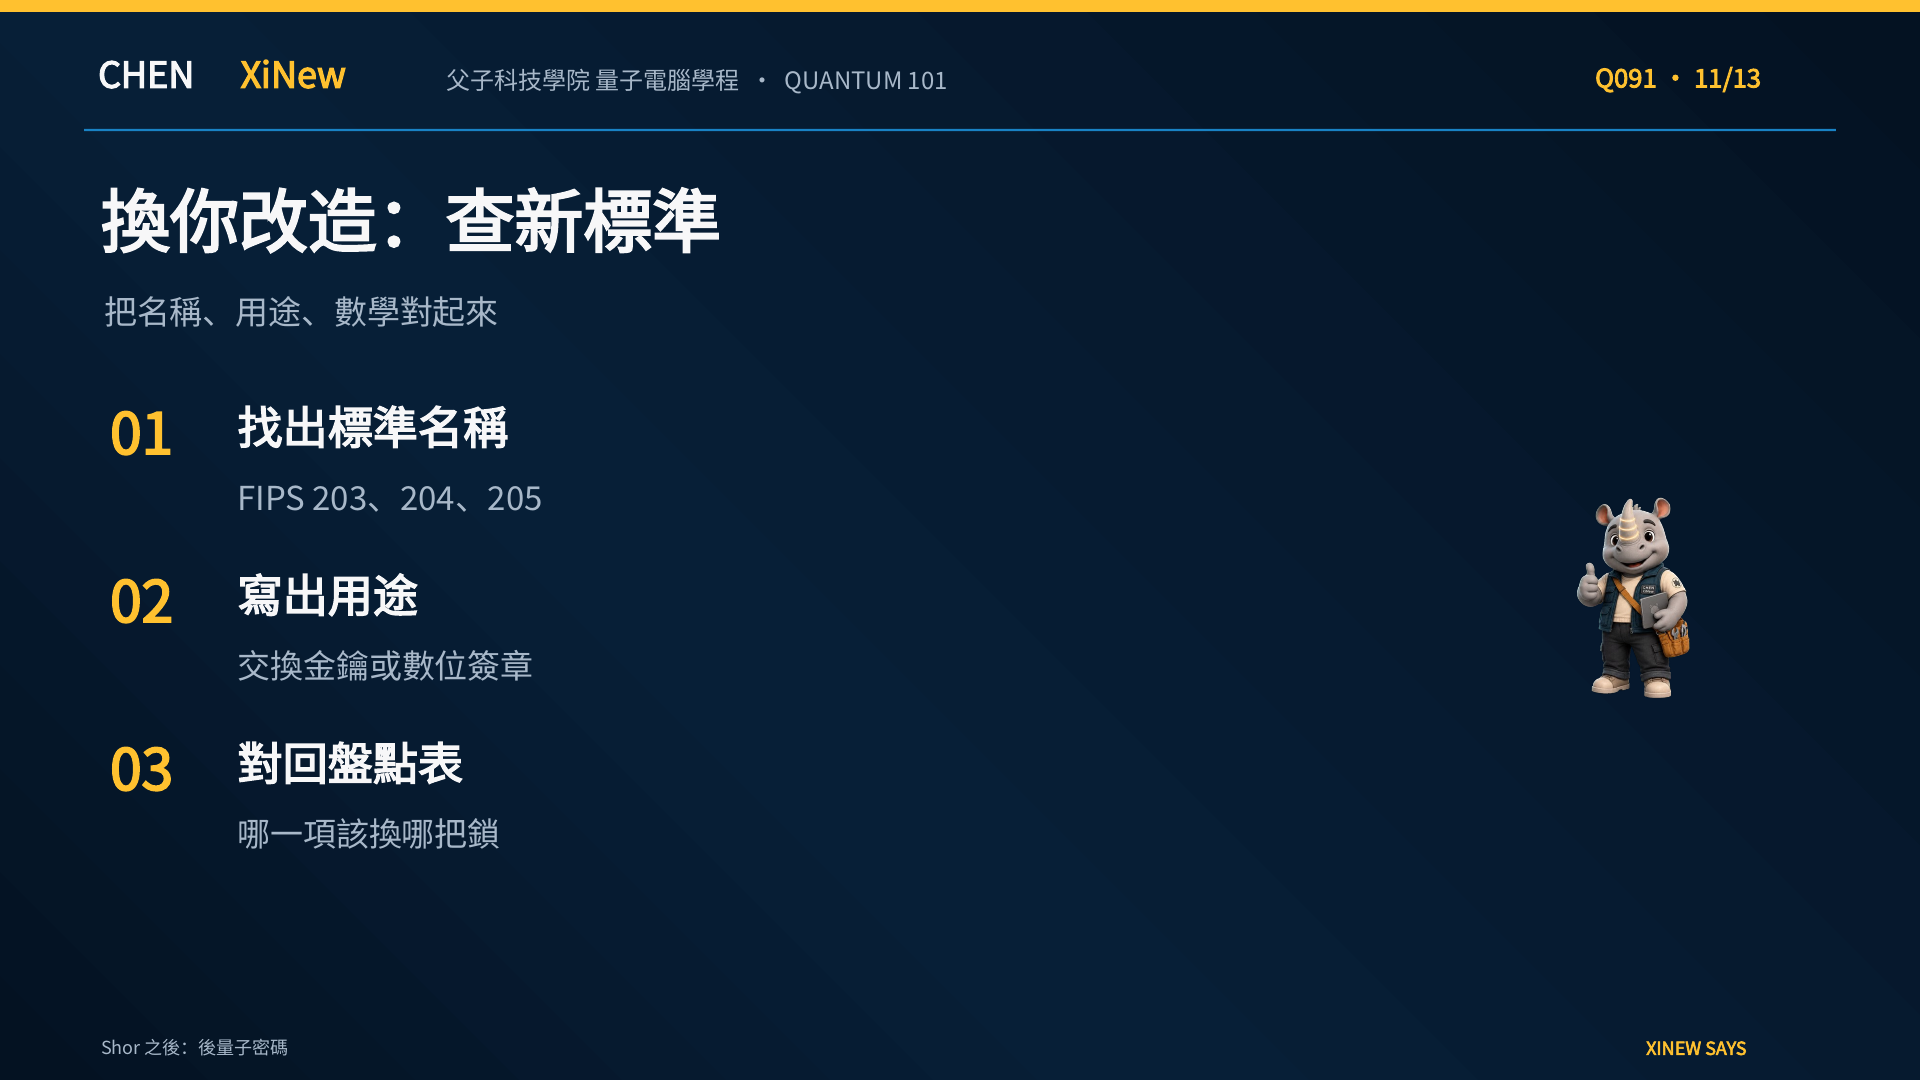 CHEN XiNew 父子科技學院 量子電腦學程 · QUANTUM 101 Q091 · 11/13
換你改造：查新標準
把名稱、用途、數學對起來
01 找出標準名稱
FIPS 203、204、205
02 寫出用途
交換金鑰或數位簽章
03 對回盤點表
哪一項該換哪把鎖
Shor 之後：後量子密碼 XINEW SAYS